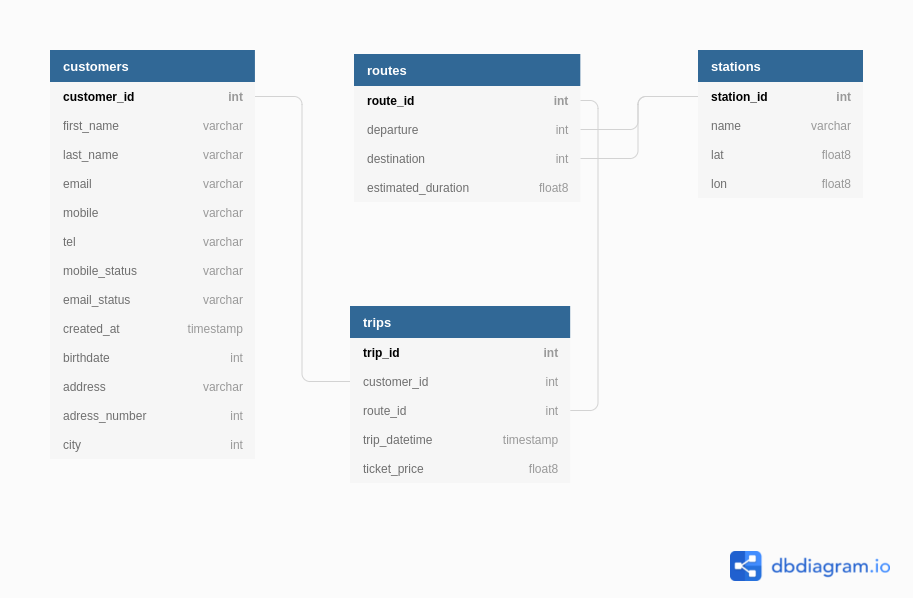 customers
customer_id int
first_name varchar
last_name varchar
email varchar
mobile varchar
tel varchar
mobile_status varchar
email_status varchar
created_at timestamp
birthdate int
address varchar
adress_number int
city int
routes
route_id int
departure int
destination int
estimated_duration float8
stations
station_id int
name varchar
lat float8
lon float8
trips
trip_id int
customer_id int
route_id int
trip_datetime timestamp
ticket_price float8
dbdiagram.io